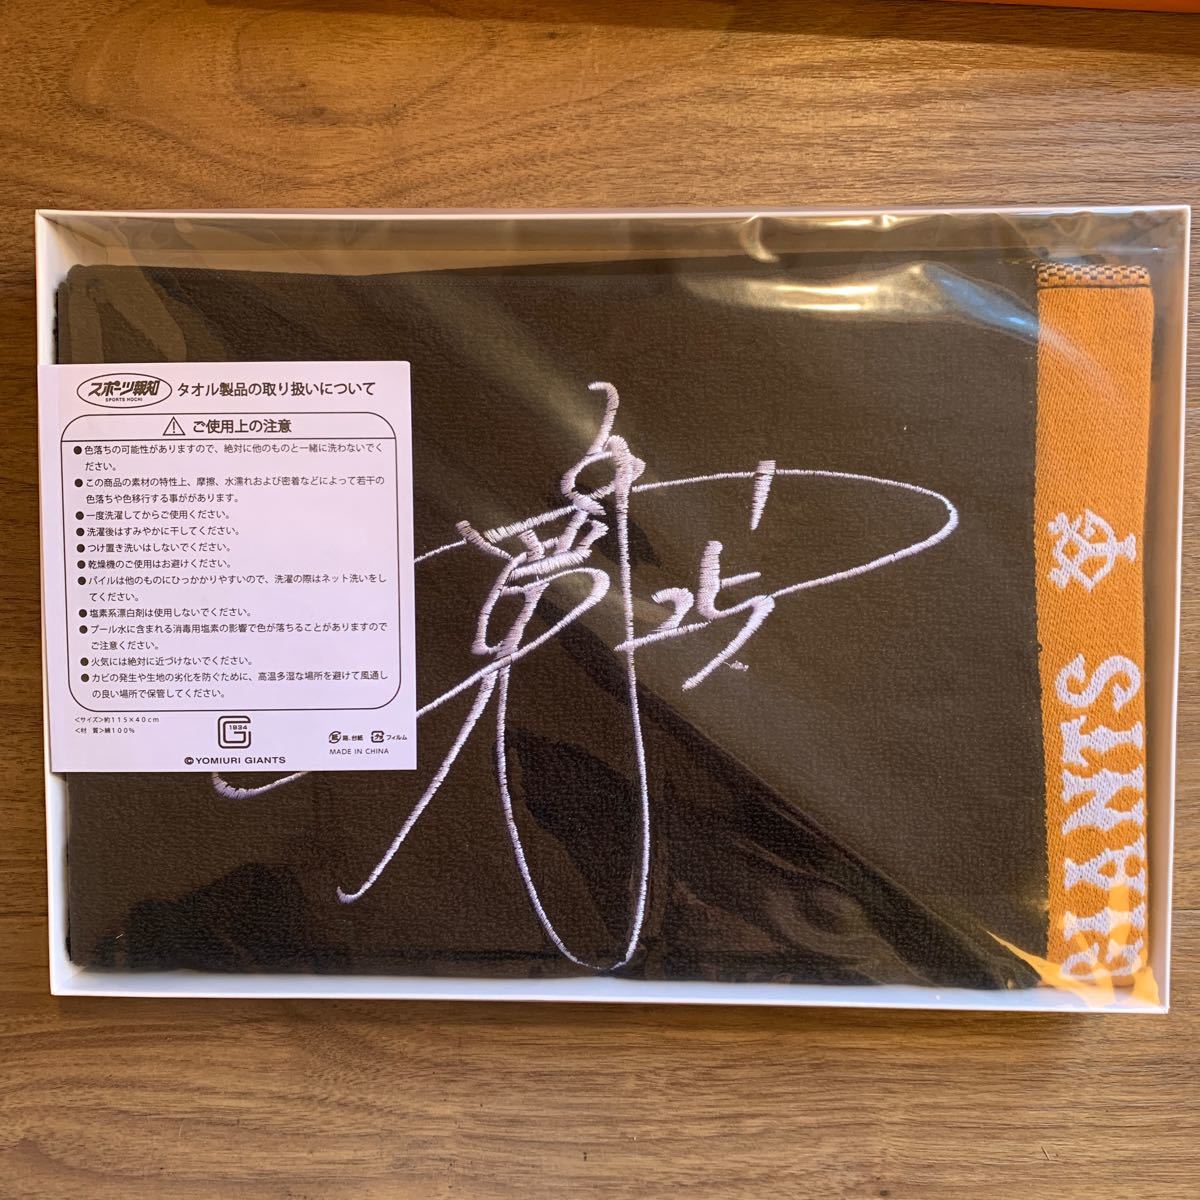 スポーツ報知
SPORTS HOCHI
タオル製品の取り扱いについて
ご使用上の注意
●色落ちの可能性がありますので、絶対に他のものと一緒に洗わないでく
ださい。
●この商品の素材の特性上、摩擦、水濡れおよび密着などによって若干の
色落ちや色移行する事ががあります。
●一度洗濯してからご使用ください。
●洗濯後はすみやかに干してください。
●つけ置き洗いはしないでください。
●乾燥機のご使用はお避けください。
●パイルは他のものにひっかかりやすいので、洗濯の際はネット洗いをし
てください。
●塩素系漂白剤は使用しないでください。
●プール水に含まれる消毒用塩素の影響で色が落ちることがありますので
ご注意ください。
●火気には絶対に近づけないでください。
●カビの発生や生地の劣化を防ぐために、高温多湿な場所を避けて風通し
の良い場所で保管してください。
<サイズ>約115×40cm
<材 質>綿100%
G
1934
紙 箱、台紙 プラ フィルム
MADE IN CHINA
©YOMIURI GIANTS
25
GIANTS